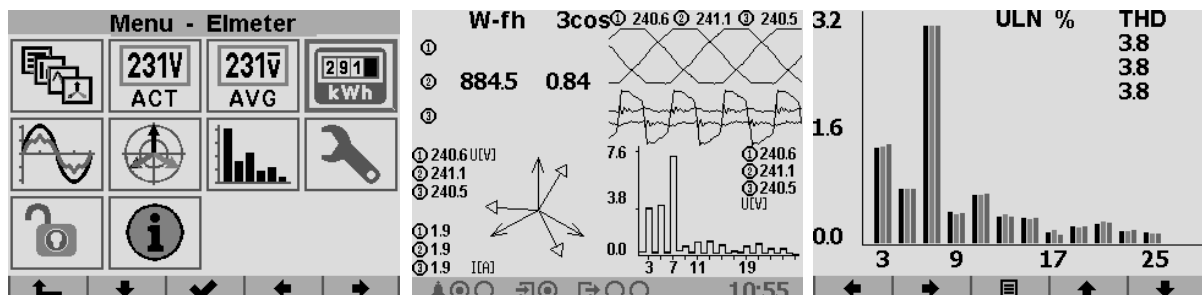 Menu - Elmeter
231V
ACT
231V
AVG
291
kWh
W-fh 3cos
① 240.6 ② 241.1 ③ 240.5
①
② 884.5 0.84
③
① 240.6 U[V]
② 241.1
③ 240.5
① 1.9
② 1.9
③ 1.9 I[A]
7.6
3.8
0.0
3 7 11 19
① 240.6
② 241.1
③ 240.5
U[V]
10:55
3.2 ULN % THD
3.8
3.8
3.8
1.6
0.0
3 9 17 25